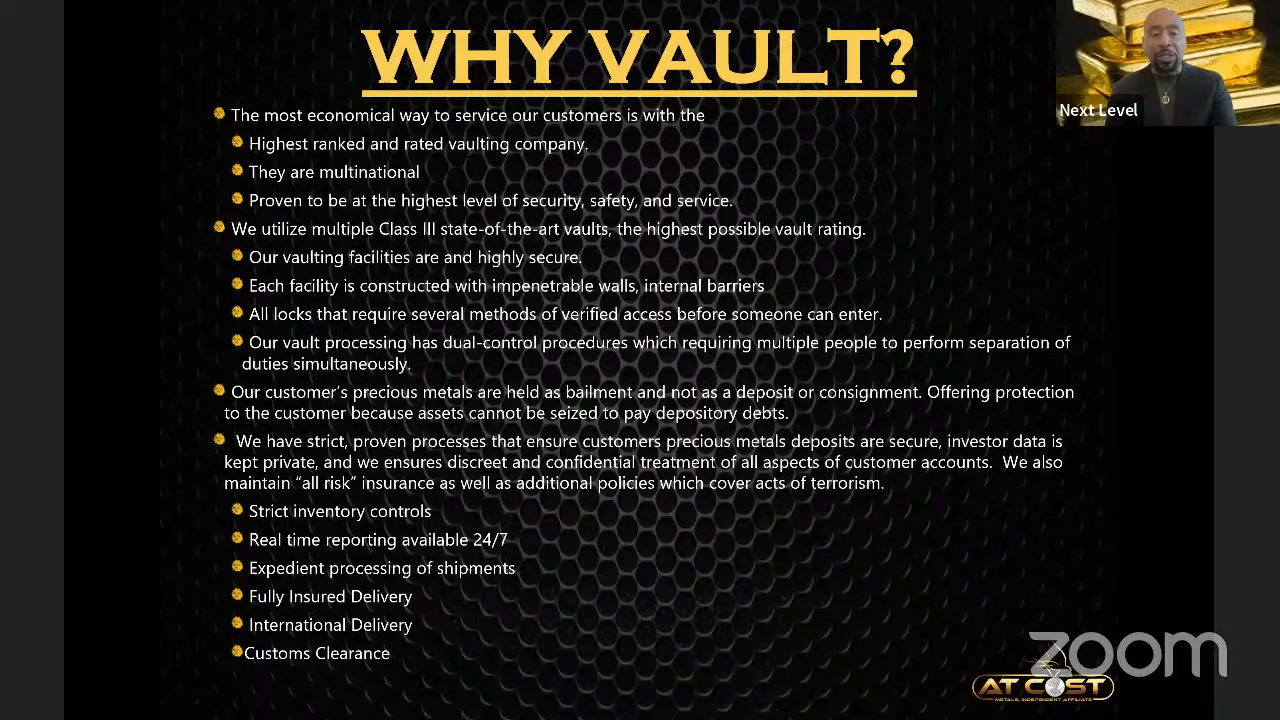 WHY VAULT?
Next Level
The most economical way to service our customers is with the
Highest ranked and rated vaulting company.
They are multinational
Proven to be at the highest level of security, safety, and service.
We utilize multiple Class III state-of-the-art vaults, the highest possible vault rating.
Our vaulting facilities are and highly secure.
Each facility is constructed with impenetrable walls, internal barriers
All locks that require several methods of verified access before someone can enter.
Our vault processing has dual-control procedures which requiring multiple people to perform separation of
duties simultaneously.
Our customer's precious metals are held as bailment and not as a deposit or consignment. Offering protection
to the customer because assets cannot be seized to pay depository debts.
We have strict, proven processes that ensure customers precious metals deposits are secure, investor data is
kept private, and we ensures discreet and confidential treatment of all aspects of customer accounts. We also
maintain "all risk" insurance as well as additional policies which cover acts of terrorism.
Strict inventory controls
Real time reporting available 24/7
Expedient processing of shipments
Fully Insured Delivery
International Delivery
Customs Clearance
zoom
AT COST
METALS, INDEPENDENT AFFILIATE